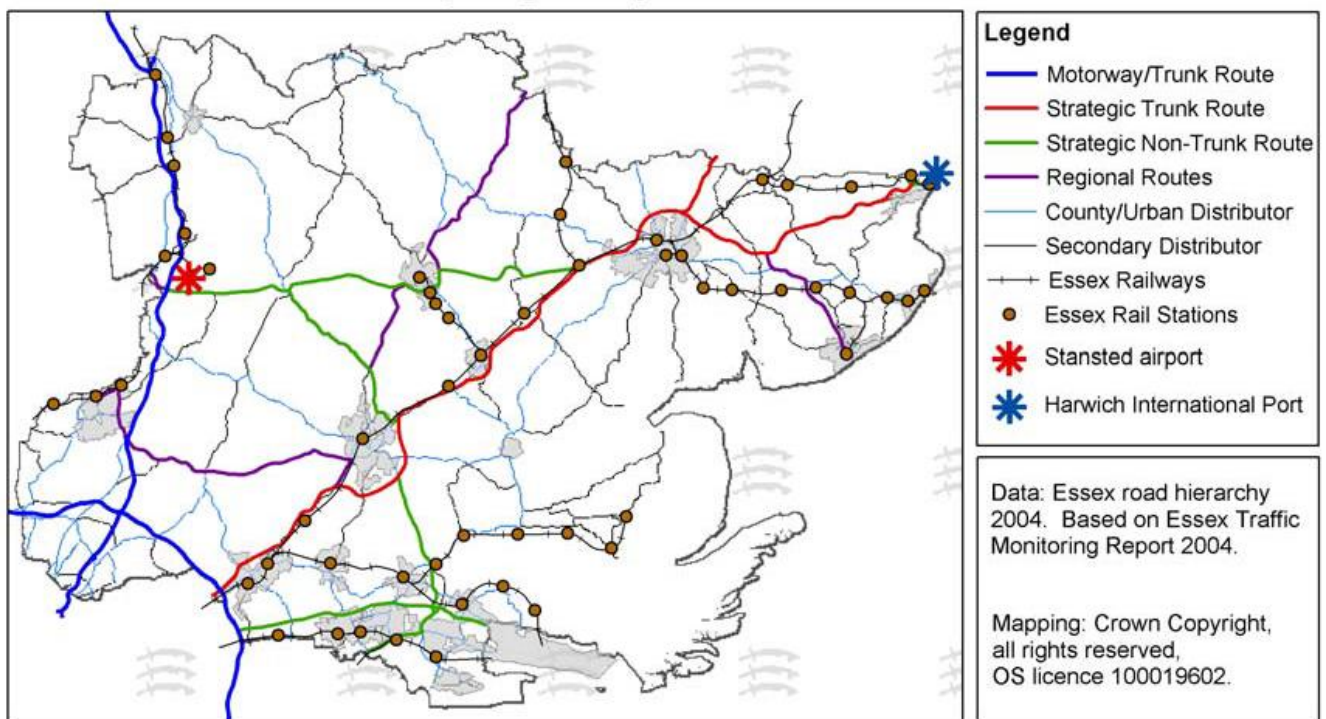 Legend
Motorway/Trunk Route
Strategic Trunk Route
Strategic Non-Trunk Route
Regional Routes
County/Urban Distributor
Secondary Distributor
Essex Railways
Essex Rail Stations
Stansted airport
Harwich International Port
Data: Essex road hierarchy
2004. Based on Essex Traffic
Monitoring Report 2004.
Mapping: Crown Copyright,
all rights reserved,
OS licence 100019602.